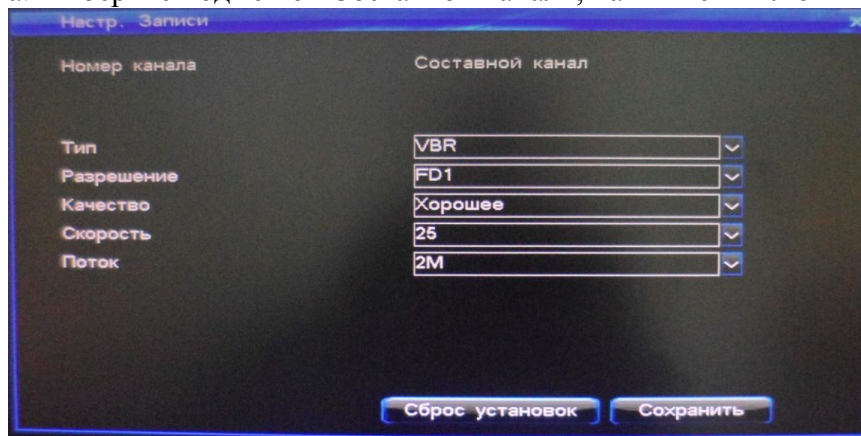 Настр. Записи ×
Номер канала Составной канал
Тип VBR
Разрешение FD1
Качество Хорошее
Скорость 25
Поток 2M
Сброс установок Сохранить